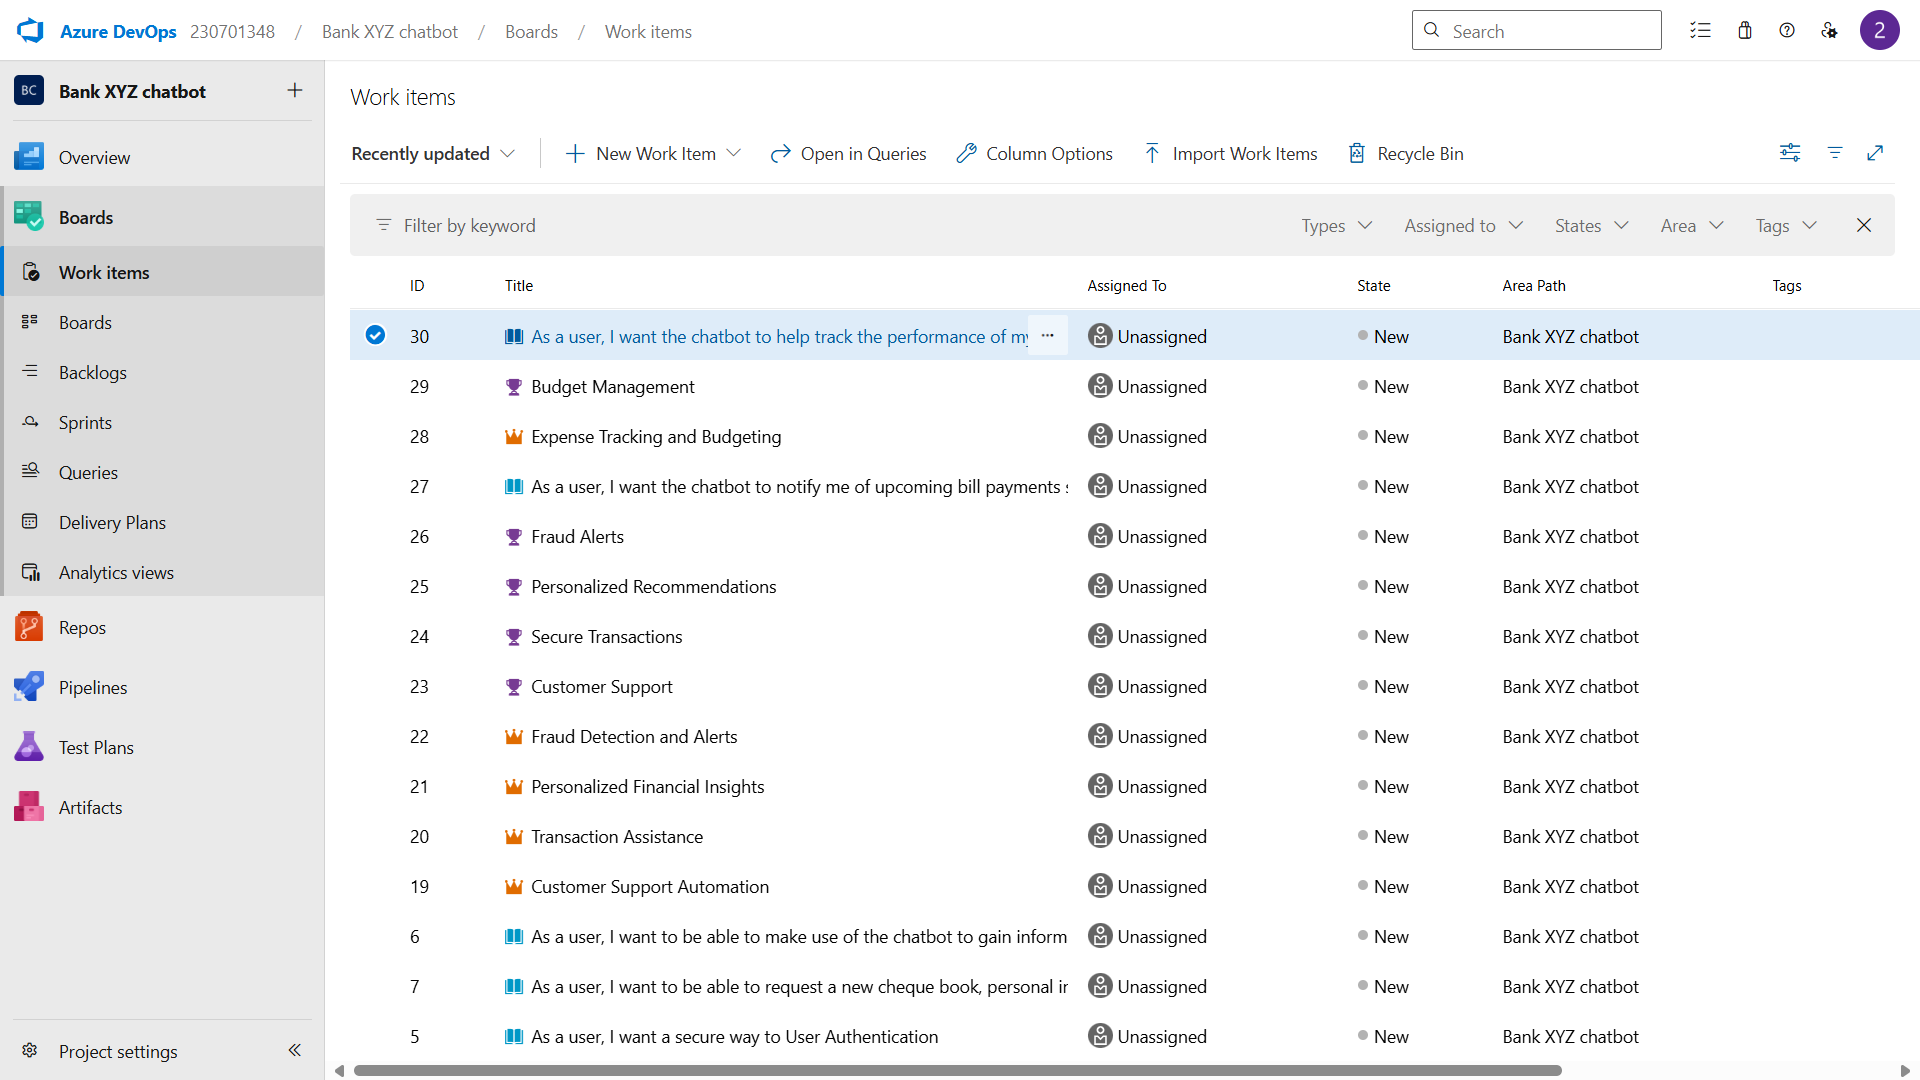 Azure DevOps 230701348 / Bank XYZ chatbot / Boards / Work items Search 2
BC Bank XYZ chatbot
Overview
Boards
Work items
Boards
Backlogs
Sprints
Queries
Delivery Plans
Analytics views
Repos
Pipelines
Test Plans
Artifacts
Project settings
Work items
Recently updated New Work Item Open in Queries Column Options Import Work Items Recycle Bin
Filter by keyword Types Assigned to States Area Tags
ID Title Assigned To State Area Path Tags
30 As a user, I want the chatbot to help track the performance of my ... Unassigned New Bank XYZ chatbot
29 Budget Management Unassigned New Bank XYZ chatbot
28 Expense Tracking and Budgeting Unassigned New Bank XYZ chatbot
27 As a user, I want the chatbot to notify me of upcoming bill payments Unassigned New Bank XYZ chatbot
26 Fraud Alerts Unassigned New Bank XYZ chatbot
25 Personalized Recommendations Unassigned New Bank XYZ chatbot
24 Secure Transactions Unassigned New Bank XYZ chatbot
23 Customer Support Unassigned New Bank XYZ chatbot
22 Fraud Detection and Alerts Unassigned New Bank XYZ chatbot
21 Personalized Financial Insights Unassigned New Bank XYZ chatbot
20 Transaction Assistance Unassigned New Bank XYZ chatbot
19 Customer Support Automation Unassigned New Bank XYZ chatbot
6 As a user, I want to be able to make use of the chatbot to gain inform Unassigned New Bank XYZ chatbot
7 As a user, I want to be able to request a new cheque book, personal Unassigned New Bank XYZ chatbot
5 As a user, I want a secure way to User Authentication Unassigned New Bank XYZ chatbot